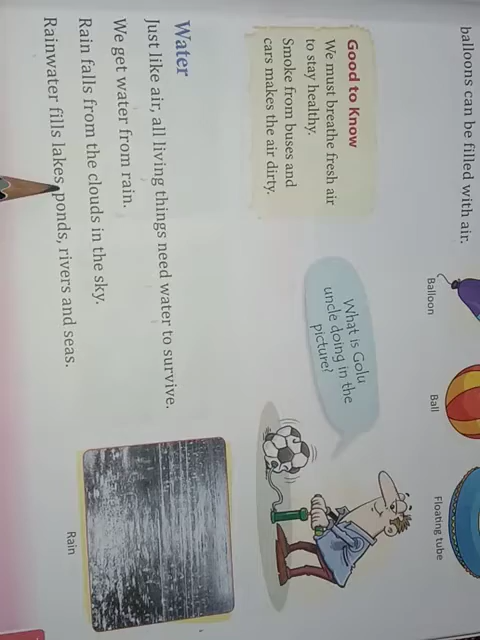 balloons can be filled with air.
Balloon
Ball
Floating tube
Good to Know
We must breathe fresh air
to stay healthy.
Smoke from buses and
cars makes the air dirty.
What is Golu
uncle doing in the
picture?
Water
Just like air, all living things need water to survive.
We get water from rain.
Rain falls from the clouds in the sky.
Rainwater fills lakes, ponds, rivers and seas.
Rain